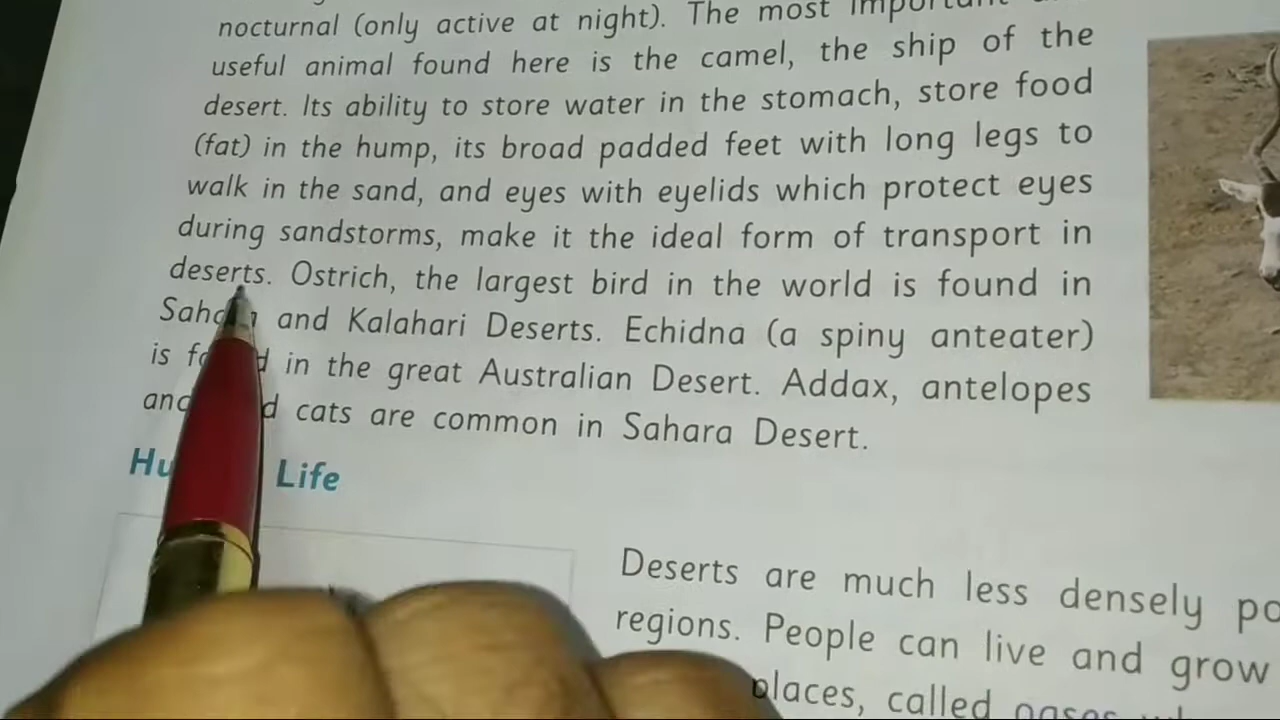 nocturnal (only active at night). The most important
useful animal found here is the camel, the ship of the
desert. Its ability to store water in the stomach, store food
(fat) in the hump, its broad padded feet with long legs to
walk in the sand, and eyes with eyelids which protect eyes
during sandstorms, make it the ideal form of transport in
deserts. Ostrich, the largest bird in the world is found in
and Kalahari Deserts. Echidna (a spiny anteater)
is in the great Australian Desert. Addax, antelopes
cats are common in Sahara Desert.
Life
Deserts are much less densely
regions. People can live and grow
places, called